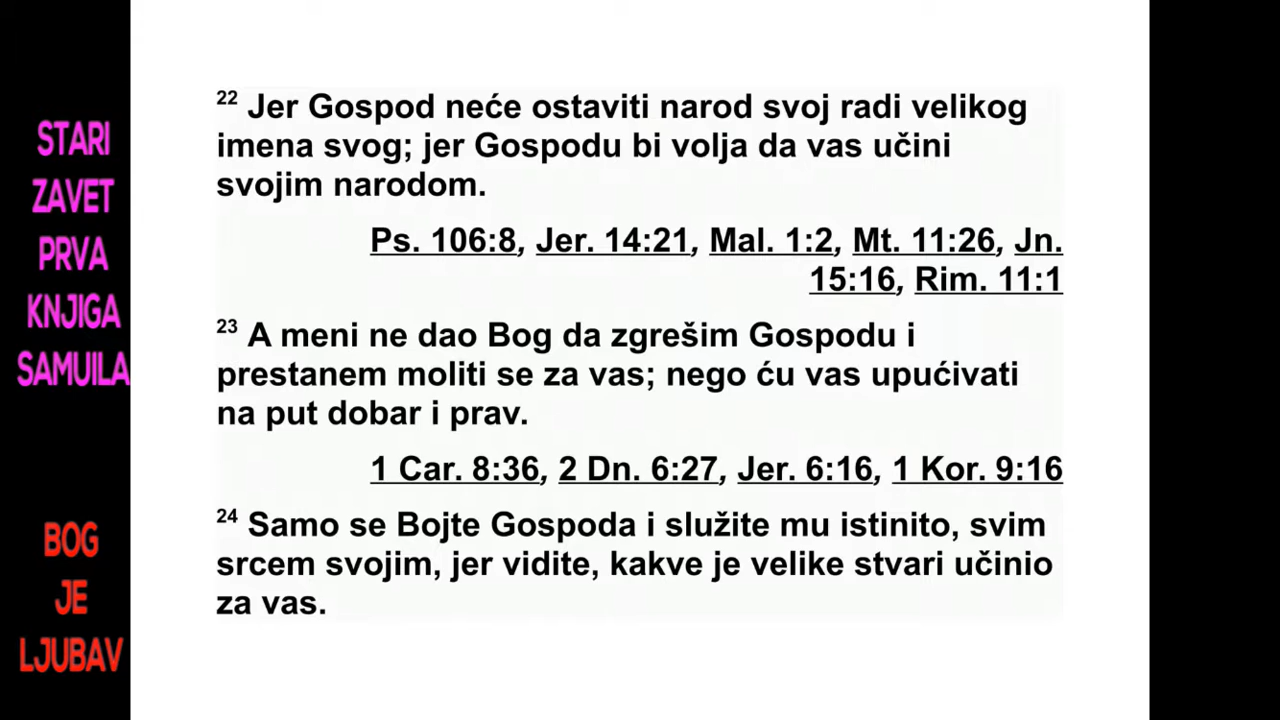 STARI
ZAVET
PRVA
KNJIGA
SAMUILA
BOG
JE
LJUBAV
22 Jer Gospod neće ostaviti narod svoj radi velikog
imena svog; jer Gospodu bi volja da vas učini
svojim narodom.
Ps. 106:8, Jer. 14:21, Mal. 1:2, Mt. 11:26, Jn.
15:16, Rim. 11:1
23 A meni ne dao Bog da zgrešim Gospodu i
prestanem moliti se za vas; nego ću vas upućivati
na put dobar i prav.
1 Car. 8:36, 2 Dn. 6:27, Jer. 6:16, 1 Kor. 9:16
24 Samo se Bojte Gospoda i služite mu istinito, svim
srcem svojim, jer vidite, kakve je velike stvari učinio
za vas.